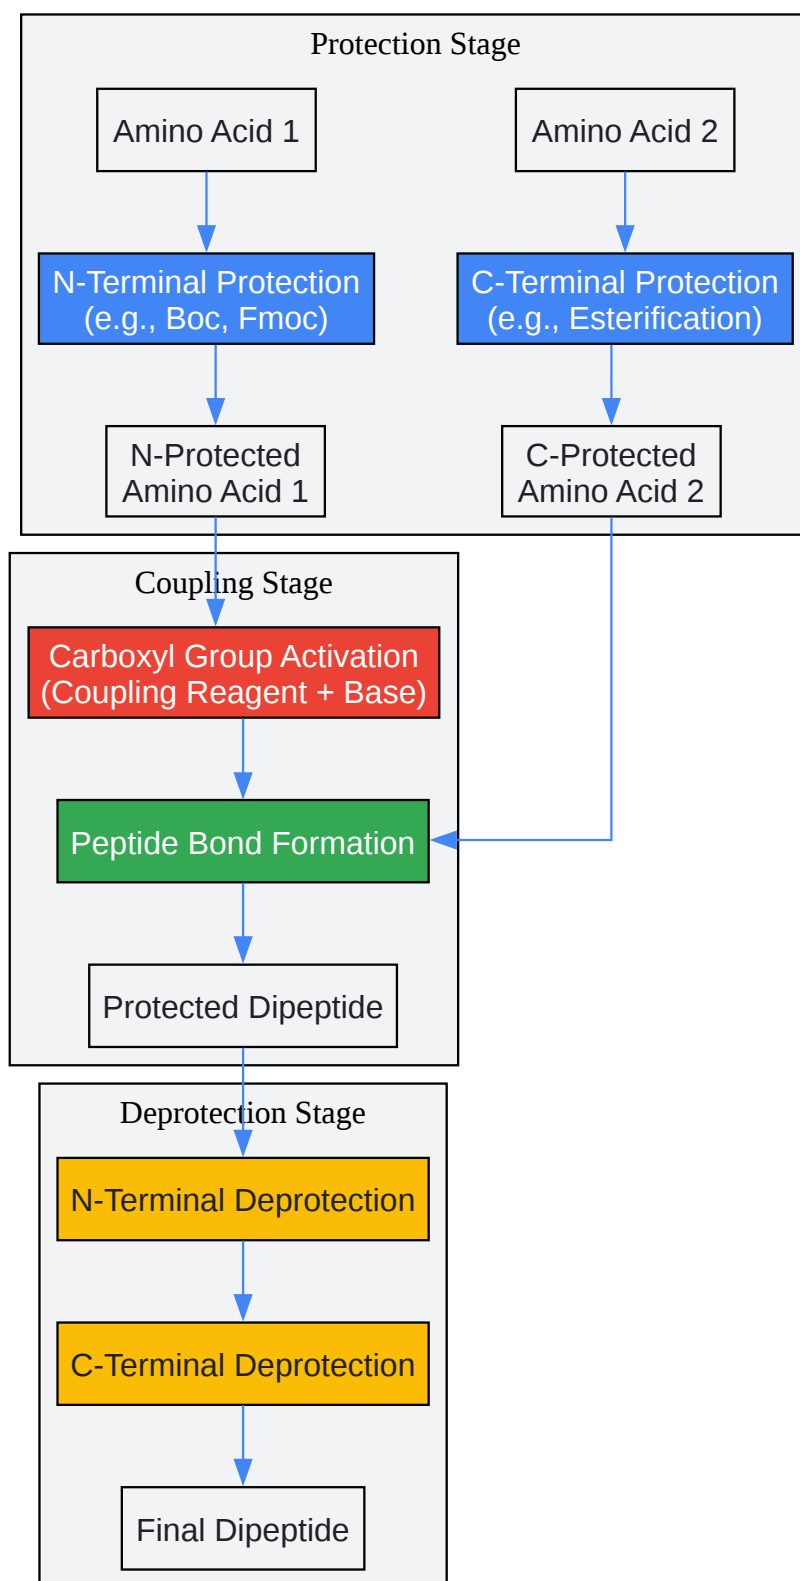 Protection Stage
Amino Acid 1
Amino Acid 2
N-Terminal Protection
(e.g., Boc, Fmoc)
C-Terminal Protection
(e.g., Esterification)
N-Protected
Amino Acid 1
C-Protected
Amino Acid 2
Coupling Stage
Carboxyl Group Activation
(Coupling Reagent + Base)
Peptide Bond Formation
Protected Dipeptide
Deprotection Stage
N-Terminal Deprotection
C-Terminal Deprotection
Final Dipeptide